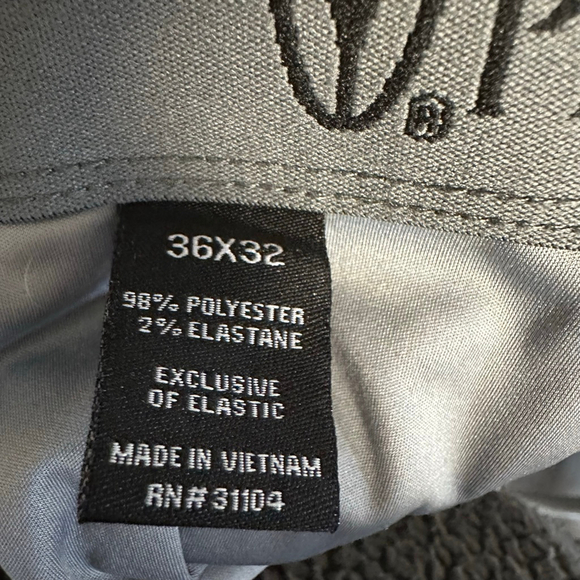 ®
36X32
98% POLYESTER
2% ELASTANE
EXCLUSIVE
OF ELASTIC
MADE IN VIETNAM
RN#31104